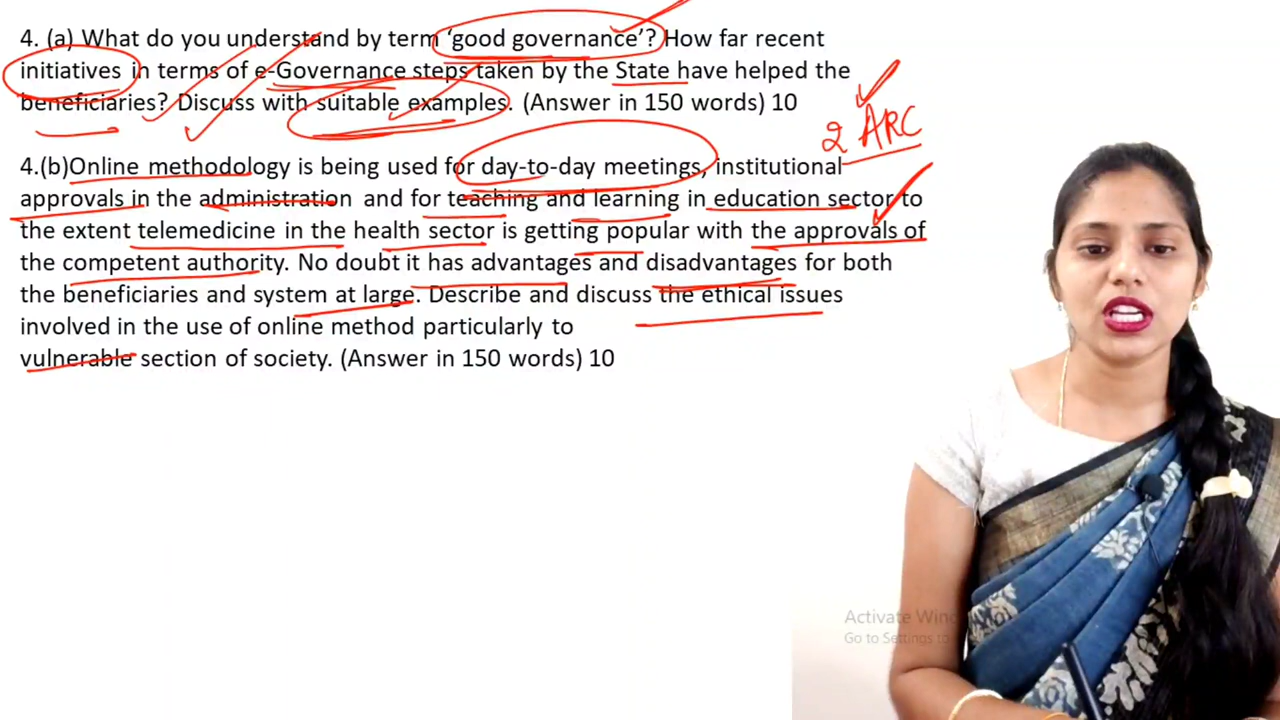 4. (a) What do you understand by term ‘good governance’? How far recent
initiatives in terms of e-Governance steps taken by the State have helped the
beneficiaries? Discuss with suitable examples. (Answer in 150 words) 10
2 ARC
4.(b)Online methodology is being used for day-to-day meetings, institutional
approvals in the administration and for teaching and learning in education sector to
the extent telemedicine in the health sector is getting popular with the approvals of
the competent authority. No doubt it has advantages and disadvantages for both
the beneficiaries and system at large. Describe and discuss the ethical issues
involved in the use of online method particularly to
vulnerable section of society. (Answer in 150 words) 10
Activate Win
Go to Settings to